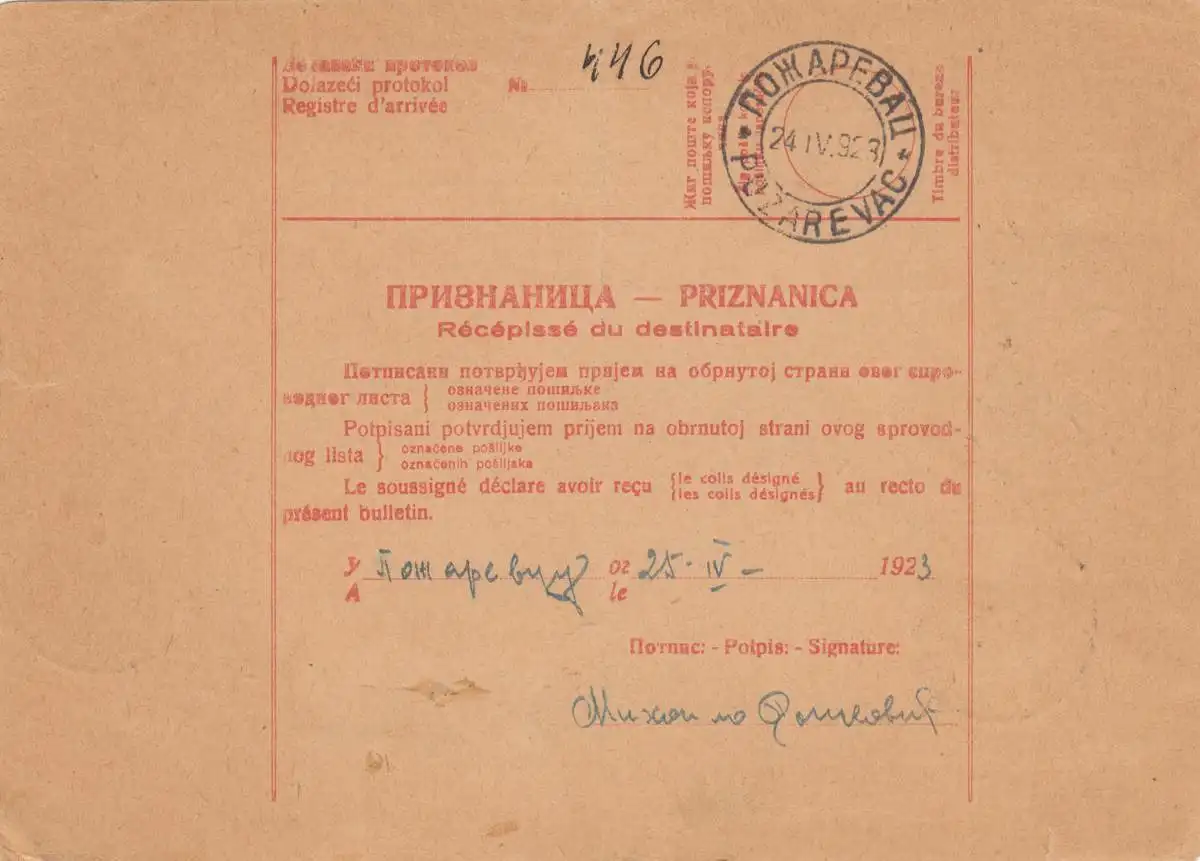 Долазећи протокол
Dolazeći protokol № 446
Registre d'arrivée
Жиг поште која је
пошиљку испору-
Timbre du bureau
distributeur
ПОЖАРЕВАЦ
24 IV.923
POŽAREVAC
ПРИЗНАНИЦА — PRIZNANICA
Récépissé du destinataire
Потписани потврђујем пријем на обрнутој страни овог спро-
водног листа } означене пошиљке
означених пошиљака
Potpisani potvrdjujem prijem na obrnutoj strani ovog sprovod-
nog lista } označene pošiljke
označenih pošiljaka
Le soussigné déclare avoir reçu {le colis désigné
les colis désignés} au recto du
présent bulletin.
У Пожаревцу ог 25. IV – 1923
A le
Потпис: - Potpis: - Signature:
Михаило